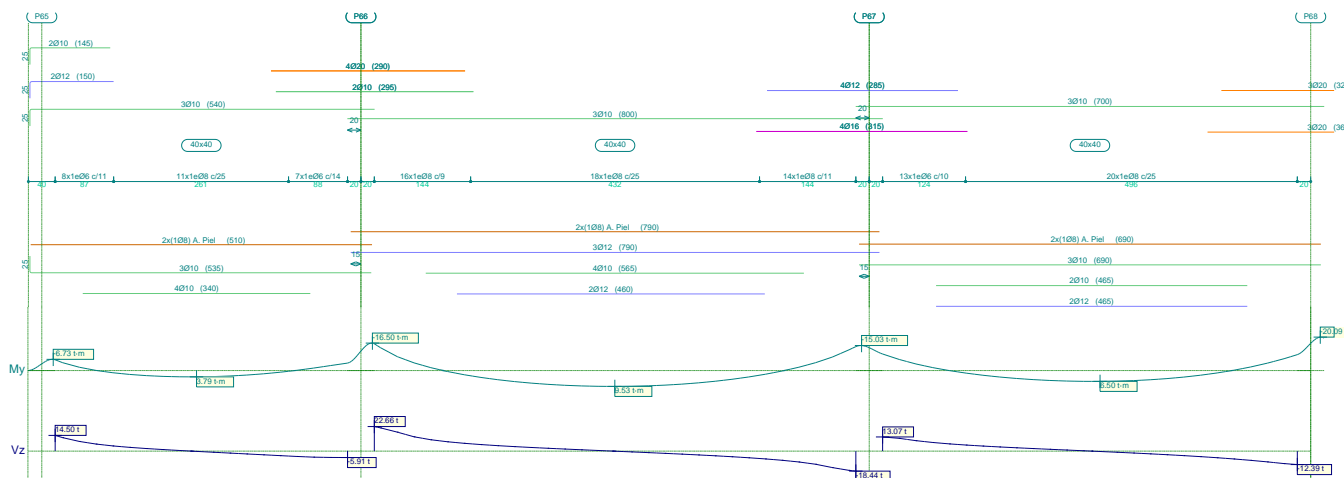 P65 P66 P67 P68
2Ø10 (145)
25
4Ø20 (290)
2Ø12 (150)
25
2Ø10 (295)
4Ø12 (285)
3Ø20
3Ø10 (540)
25
3Ø10 (700)
20
20
3Ø10 (800)
4Ø16 (315)
3Ø20
40x40 40x40 40x40
8x1eØ6 c/11 11x1eØ8 c/25 7x1eØ6 c/14 16x1eØ8 c/9 18x1eØ8 c/25 14x1eØ8 c/11 13x1eØ6 c/10 20x1eØ8 c/25
40 87 261 88 20 20 144 432 144 20 20 124 496 20
2x(1Ø8) A. Piel (790)
2x(1Ø8) A. Piel (510)
2x(1Ø8) A. Piel (690)
3Ø12 (790)
15
25
3Ø10 (535)
4Ø10 (565)
15
3Ø10 (690)
4Ø10 (340)
2Ø12 (460)
2Ø10 (465)
2Ø12 (465)
-6.73 t·m
-16.50 t·m
-15.03 t·m
-20.09
My
3.79 t·m
9.53 t·m
6.50 t·m
14.50 t
22.66 t
13.07 t
Vz
-5.91 t
-18.44 t
-12.39 t